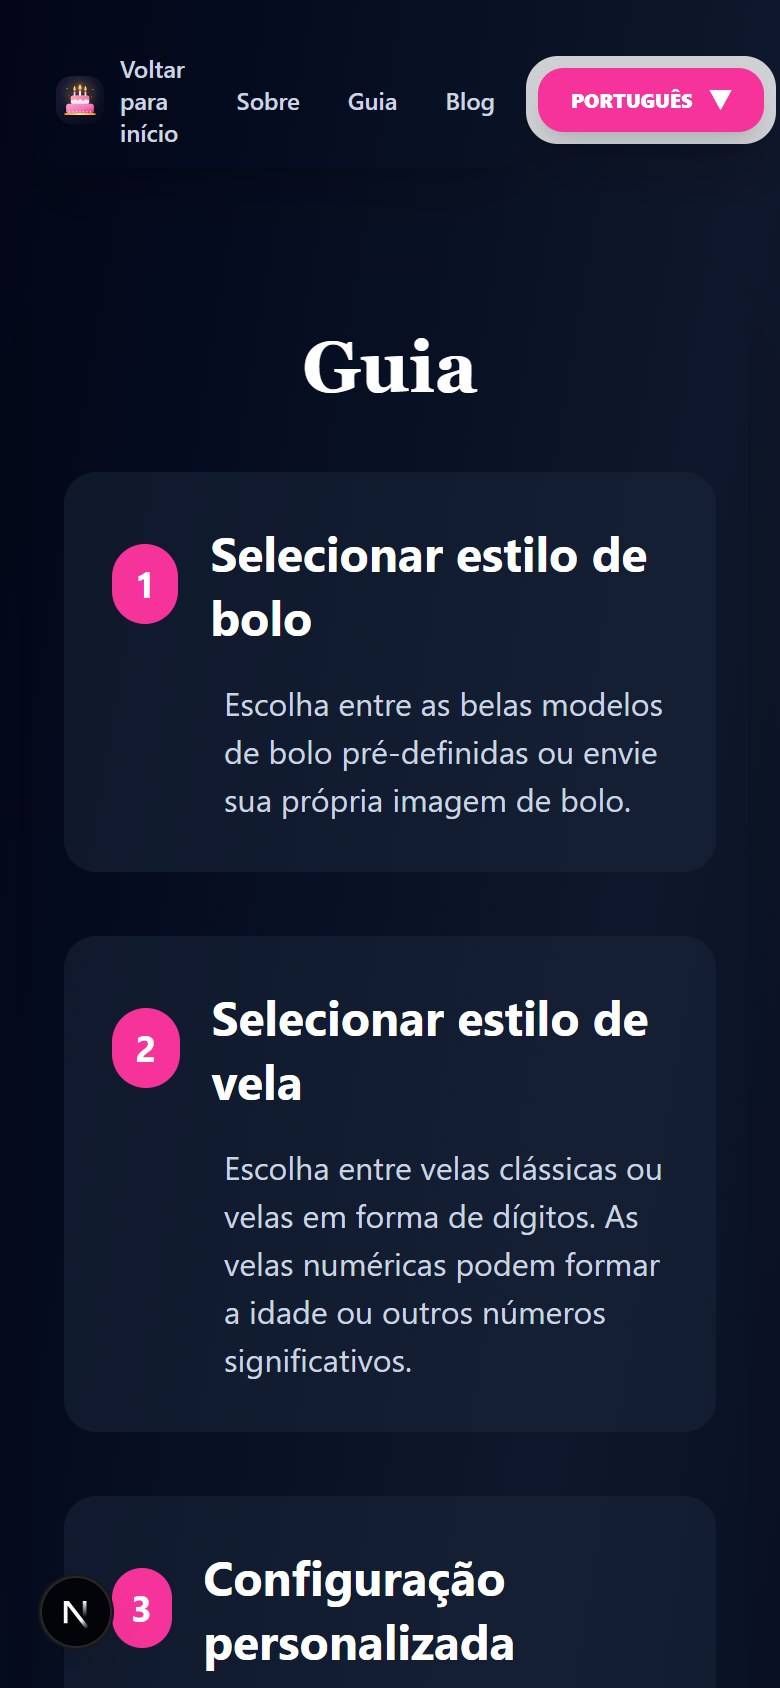 Voltar
para
início
Sobre
Guia
Blog
PORTUGUÊS ▼
Guia
1
Selecionar estilo de
bolo
Escolha entre as belas modelos
de bolo pré-definidas ou envie
sua própria imagem de bolo.
2
Selecionar estilo de
vela
Escolha entre velas clássicas ou
velas em forma de dígitos. As
velas numéricas podem formar
a idade ou outros números
significativos.
N
3
Configuração
personalizada